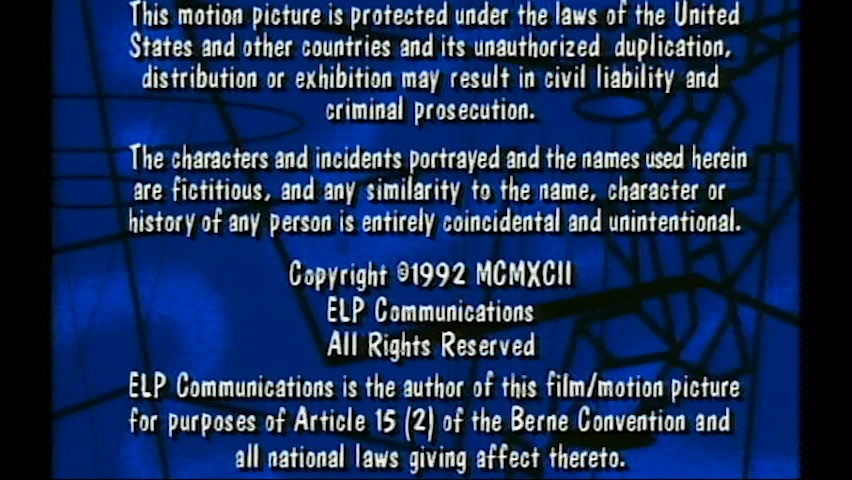 This motion picture is protected under the laws of the United
States and other countries and its unauthorized duplication,
distribution or exhibition may result in civil liability and
criminal prosecution.
The characters and incidents portrayed and the names used herein
are fictitious, and any similarity to the name, character or
history of any person is entirely coincidental and unintentional.
Copyright ©1992 MCMXCII
ELP Communications
All Rights Reserved
ELP Communications is the author of this film/motion picture
for purposes of Article 15 (2) of the Berne Convention and
all national laws giving affect thereto.